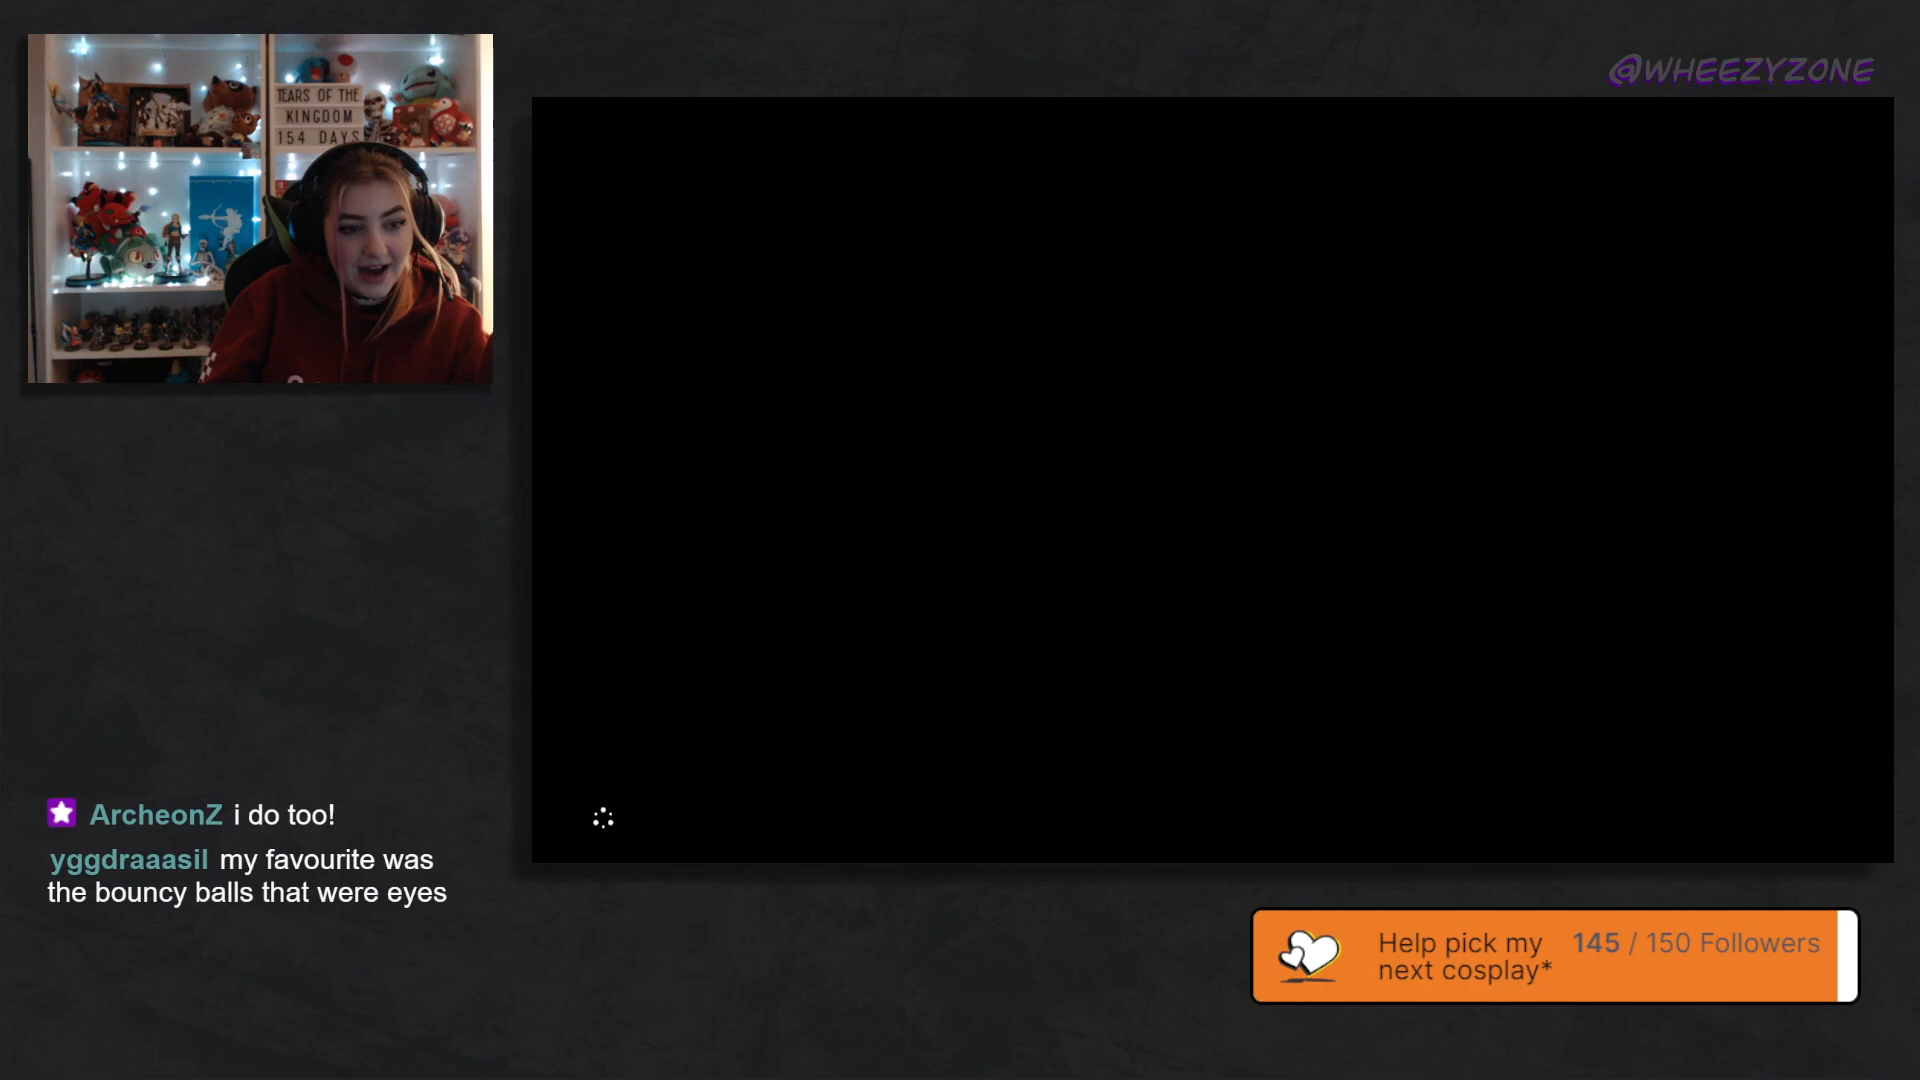 @WHEEZYZONE
TEARS OF THE
KINGDOM
154 DAYS
ArcheonZ i do too!
yggdraaasil my favourite was
the bouncy balls that were eyes
Help pick my
next cosplay*
145 / 150 Followers